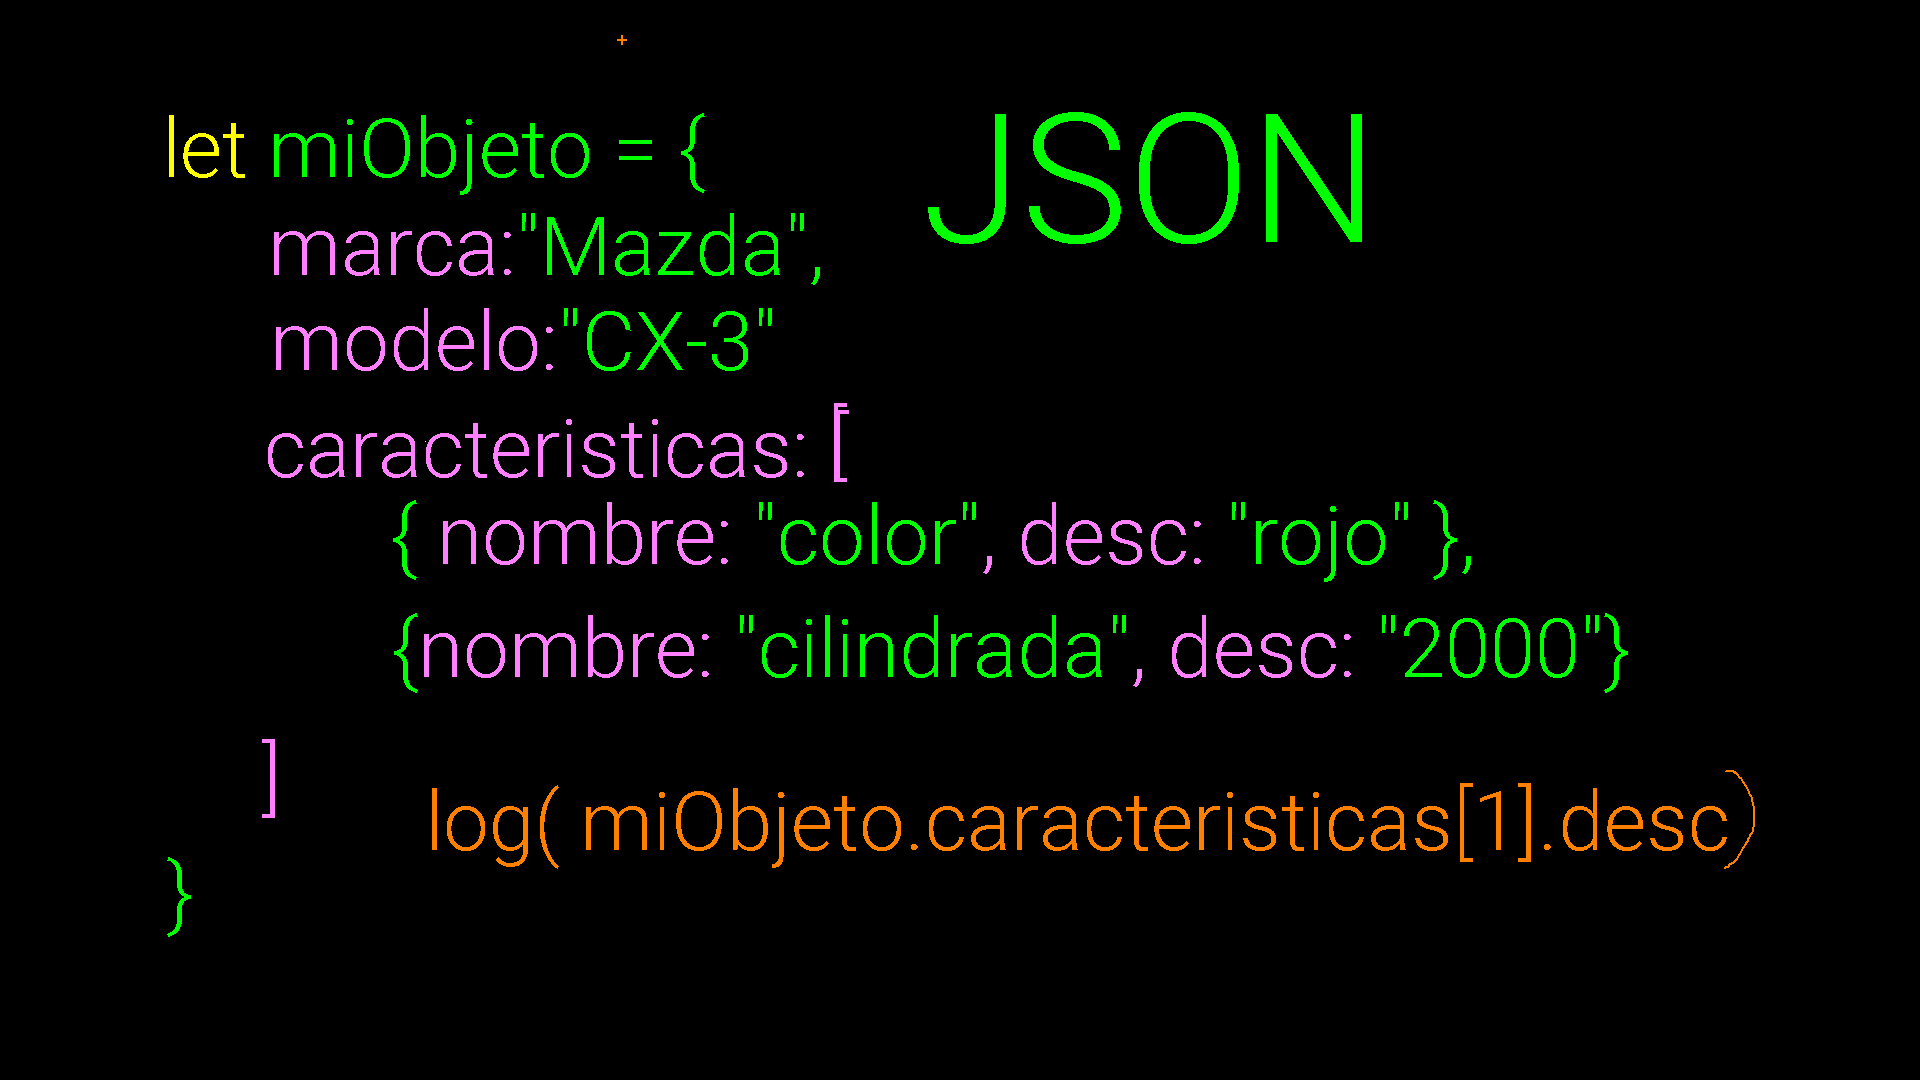 let miObjeto = {
JSON
marca:"Mazda",
modelo:"CX-3"
caracteristicas: [
{ nombre: "color", desc: "rojo" },
{nombre: "cilindrada", desc: "2000"}
]
log( miObjeto.caracteristicas[1].desc)
}